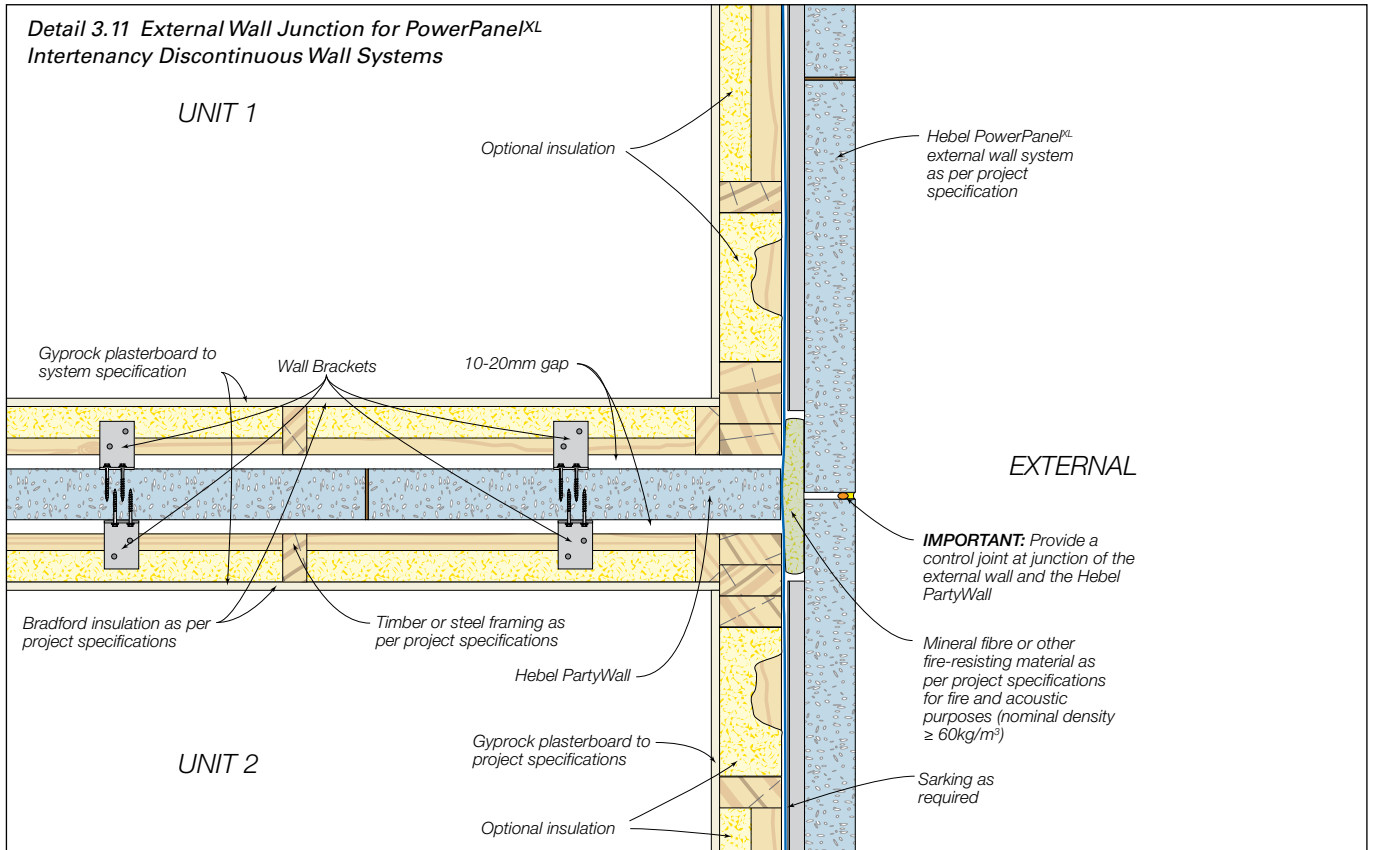 Detail 3.11 External Wall Junction for PowerPanelXL
Intertenancy Discontinuous Wall Systems
UNIT 1
Optional insulation
Hebel PowerPanelXL
external wall system
as per project
specification
Gyprock plasterboard to
system specification
Wall Brackets
10-20mm gap
EXTERNAL
IMPORTANT: Provide a
control joint at junction of the
external wall and the Hebel
PartyWall
Bradford insulation as per
project specifications
Timber or steel framing as
per project specifications
Hebel PartyWall
Mineral fibre or other
fire-resisting material as
per project specifications
for fire and acoustic
purposes (nominal density
≥ 60kg/m³)
UNIT 2
Gyprock plasterboard to
project specifications
Sarking as
required
Optional insulation